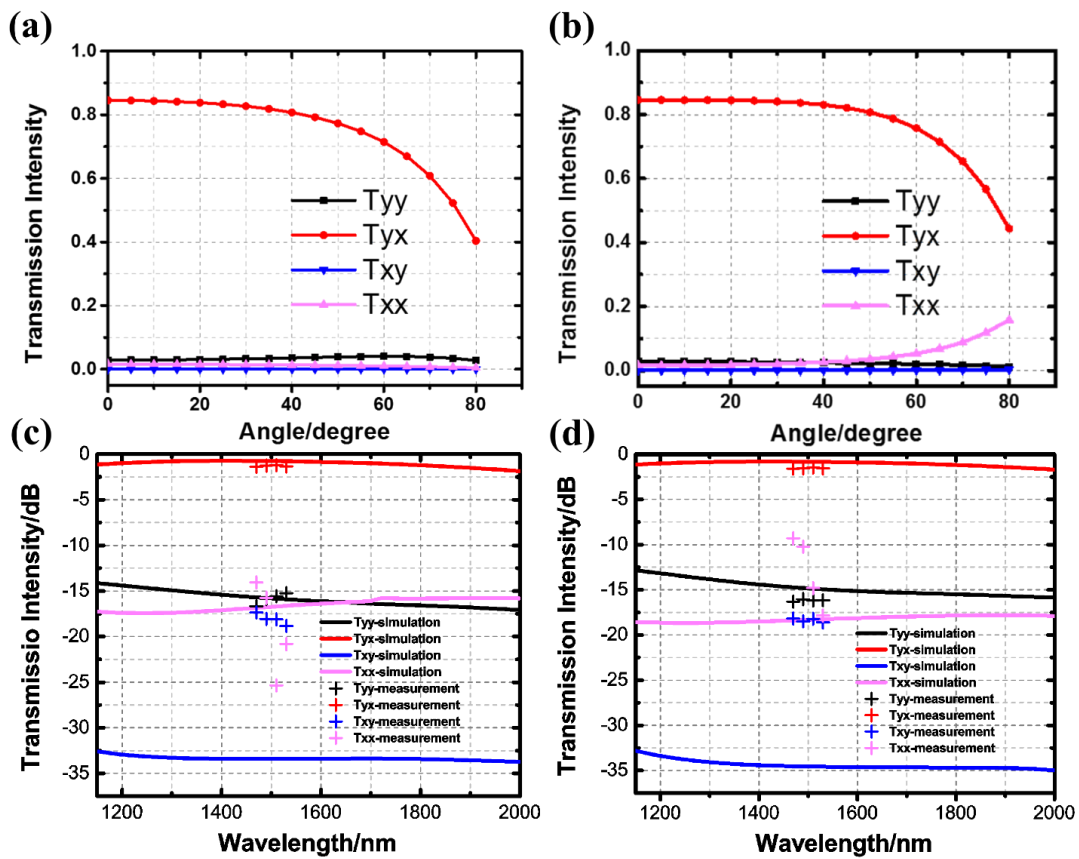 (a)
Transmission Intensity
1.0
0.8
0.6
0.4
0.2
0.0
Tyy
Tyx
Txy
Txx
0 20 40 60 80
Angle/degree
(b)
Transmission Intensity
1.0
0.8
0.6
0.4
0.2
0.0
Tyy
Tyx
Txy
Txx
0 20 40 60 80
Angle/degree
(c)
Transmissio Intensity/dB
0
-5
-10
-15
-20
-25
-30
-35
Tyy-simulation
Tyx-simulation
Txy-simulation
Txx-simulation
Tyy-measurement
Tyx-measurement
Txy-measurement
Txx-measurement
1200 1400 1600 1800 2000
Wavelength/nm
(d)
Transmission Intensity/dB
0
-5
-10
-15
-20
-25
-30
-35
Tyy-simulation
Tyx-simulation
Txy-simulation
Txx-simulation
Tyy-measurement
Tyx-measurement
Txy-measurement
Txx-measurement
1200 1400 1600 1800 2000
Wavelength/nm